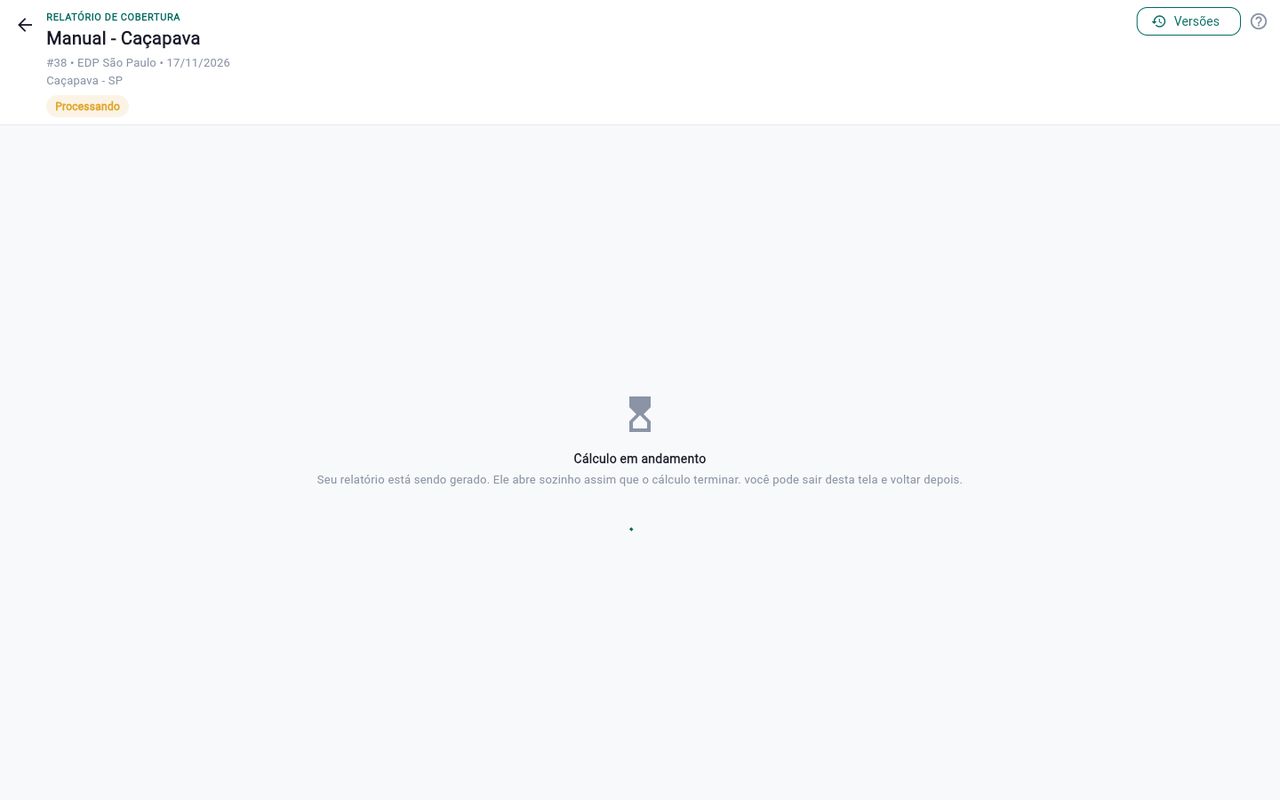 RELATÓRIO DE COBERTURA
Manual - Caçapava
#38 • EDP São Paulo • 17/11/2026
Caçapava - SP
Processando
Versões
Cálculo em andamento
Seu relatório está sendo gerado. Ele abre sozinho assim que o cálculo terminar. você pode sair desta tela e voltar depois.